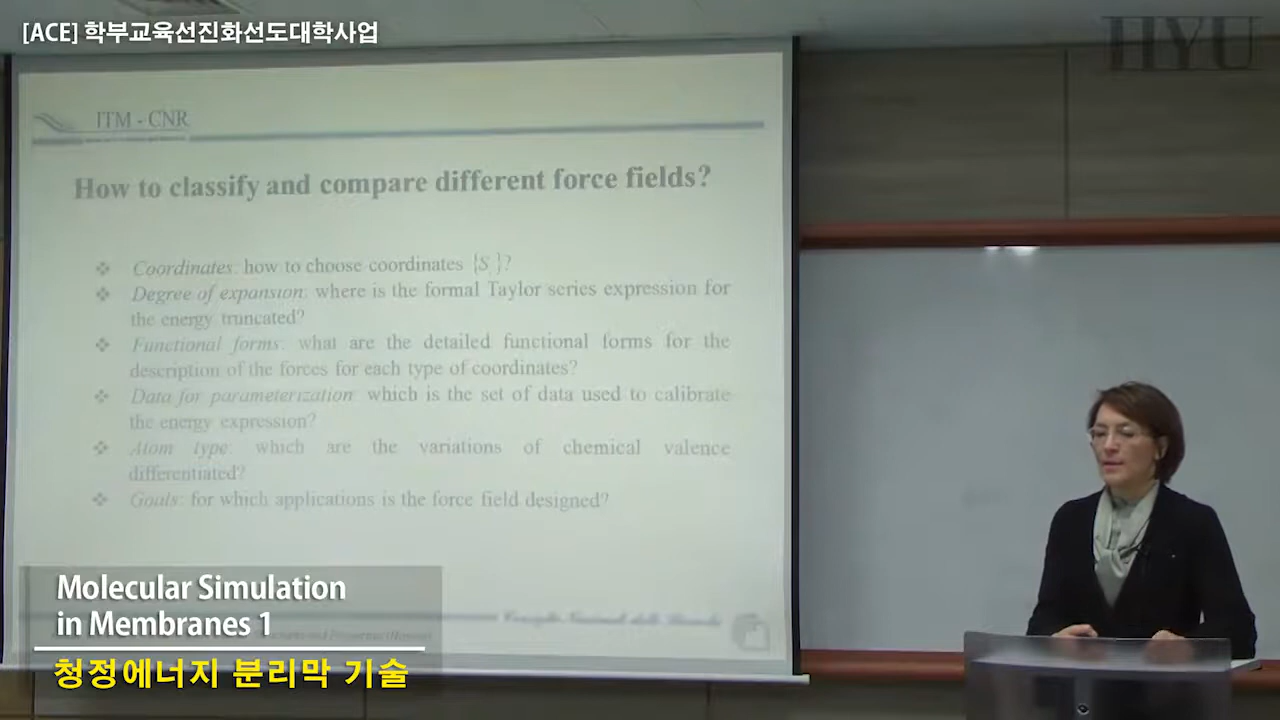 [ACE] 학부교육선진화선도대학사업
HYU
ITM - CNR
How to classify and compare different force fields?
❖ Coordinates: how to choose coordinates {S }?
❖ Degree of expansion: where is the formal Taylor series expression for
the energy truncated?
❖ Functional forms: what are the detailed functional forms for the
description of the forces for each type of coordinates?
❖ Data for parameterization: which is the set of data used to calibrate
the energy expression?
❖ Atom type: which are the variations of chemical valence
differentiated?
❖ Goals: for which applications is the force field designed?
Consiglio Nazionale delle Ricerche
Molecular Simulation
in Membranes 1
청정에너지 분리막 기술